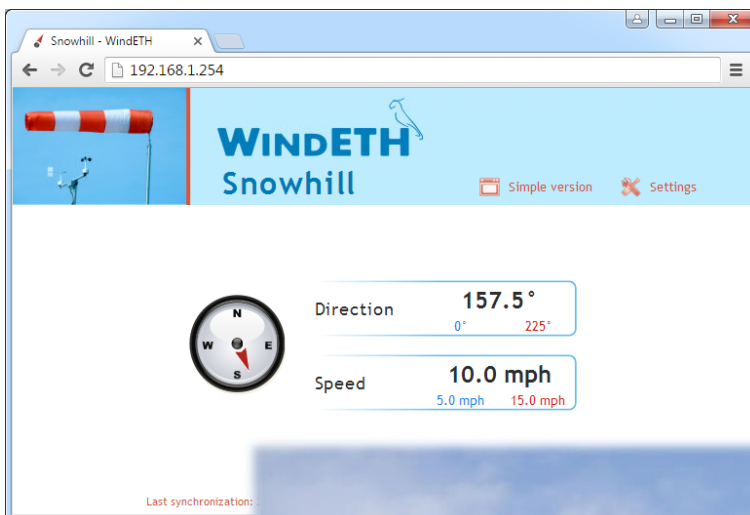 Snowhill - WindETH
192.168.1.254
WINDETH
Snowhill
Simple version
Settings
N
W E
S
Direction
157.5°
0° 225°
Speed
10.0 mph
5.0 mph 15.0 mph
Last synchronization: